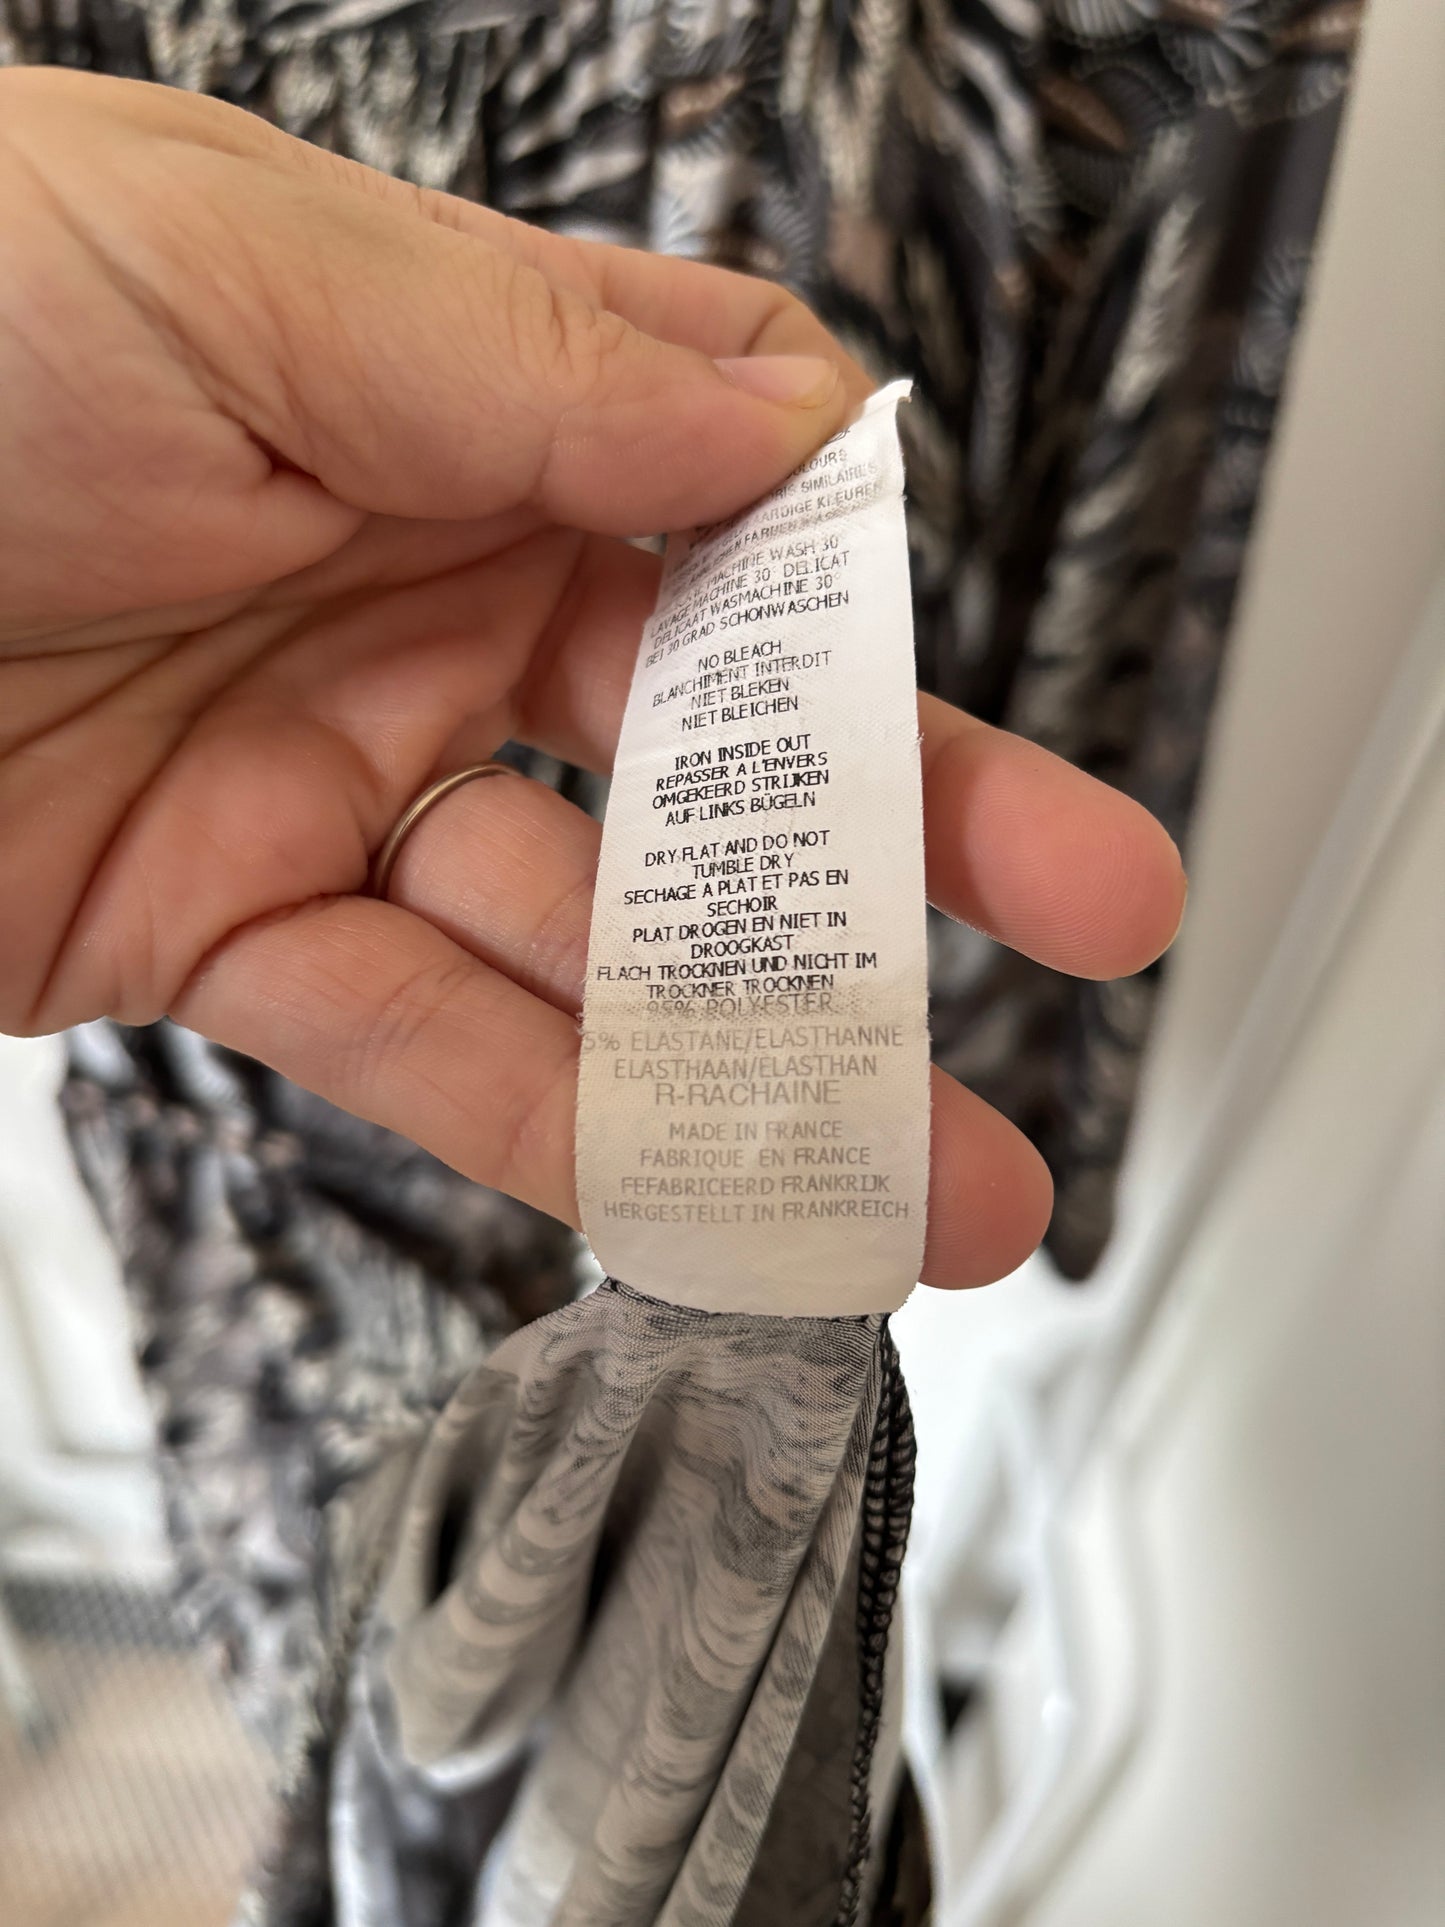 COLOURS
SIMILAIRES
KLEUREN
MACHINE WASH 30°
LAVAGE MACHINE 30° DELICAT
DELICAAT WASMACHINE 30°
BEI 30 GRAD SCHONWASCHEN
NO BLEACH
BLANCHIMENT INTERDIT
NIET BLEKEN
NIET BLEICHEN
IRON INSIDE OUT
REPASSER A L'ENVERS
OMGEKEERD STRIJKEN
AUF LINKS BÜGELN
DRY FLAT AND DO NOT
TUMBLE DRY
SECHAGE A PLAT ET PAS EN
SECHOIR
PLAT DROGEN EN NIET IN
DROOGKAST
FLACH TROCKNEN UND NICHT IM
TROCKNER TROCKNEN
95% POLYESTER
5% ELASTANE/ELASTHANNE
ELASTHAAN/ELASTHAN
R-RACHAINE
MADE IN FRANCE
FABRIQUE EN FRANCE
FEFABRICEERD FRANKRIJK
HERGESTELLT IN FRANKREICH